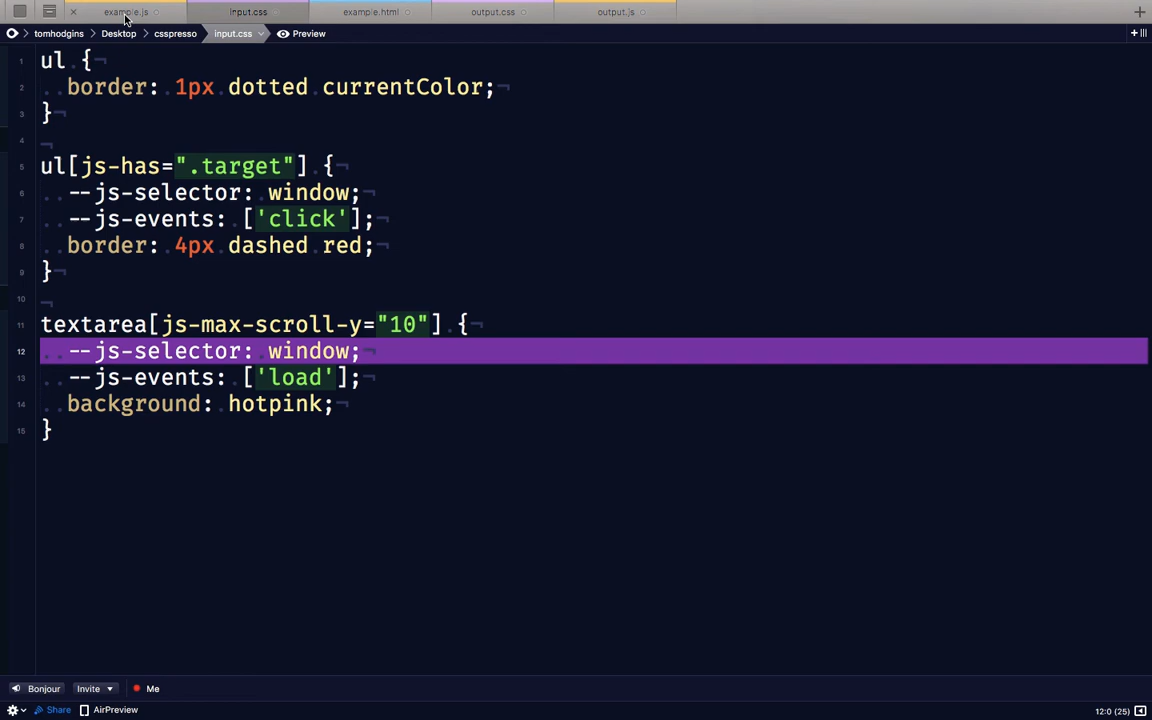 example.js input.css example.html output.css output.js
tomhodgins Desktop csspresso input.css Preview
1 ul {
2 border: 1px dotted currentColor;
3 }
4
5 ul[js-has=".target"] {
6 --js-selector: window;
7 --js-events: ['click'];
8 border: 4px dashed red;
9 }
10
11 textarea[js-max-scroll-y="10"] {
12 --js-selector: window;
13 --js-events: ['load'];
14 background: hotpink;
15 }
Bonjour Invite Me
Share AirPreview 12:0 (25)